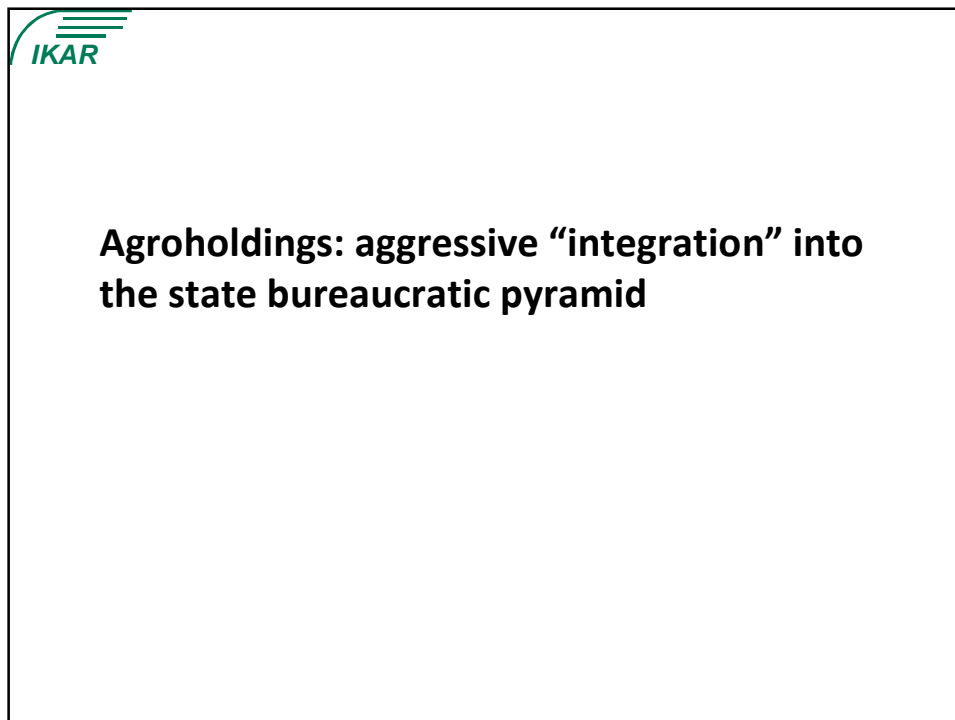 IKAR
Agroholdings: aggressive “integration” into
the state bureaucratic pyramid